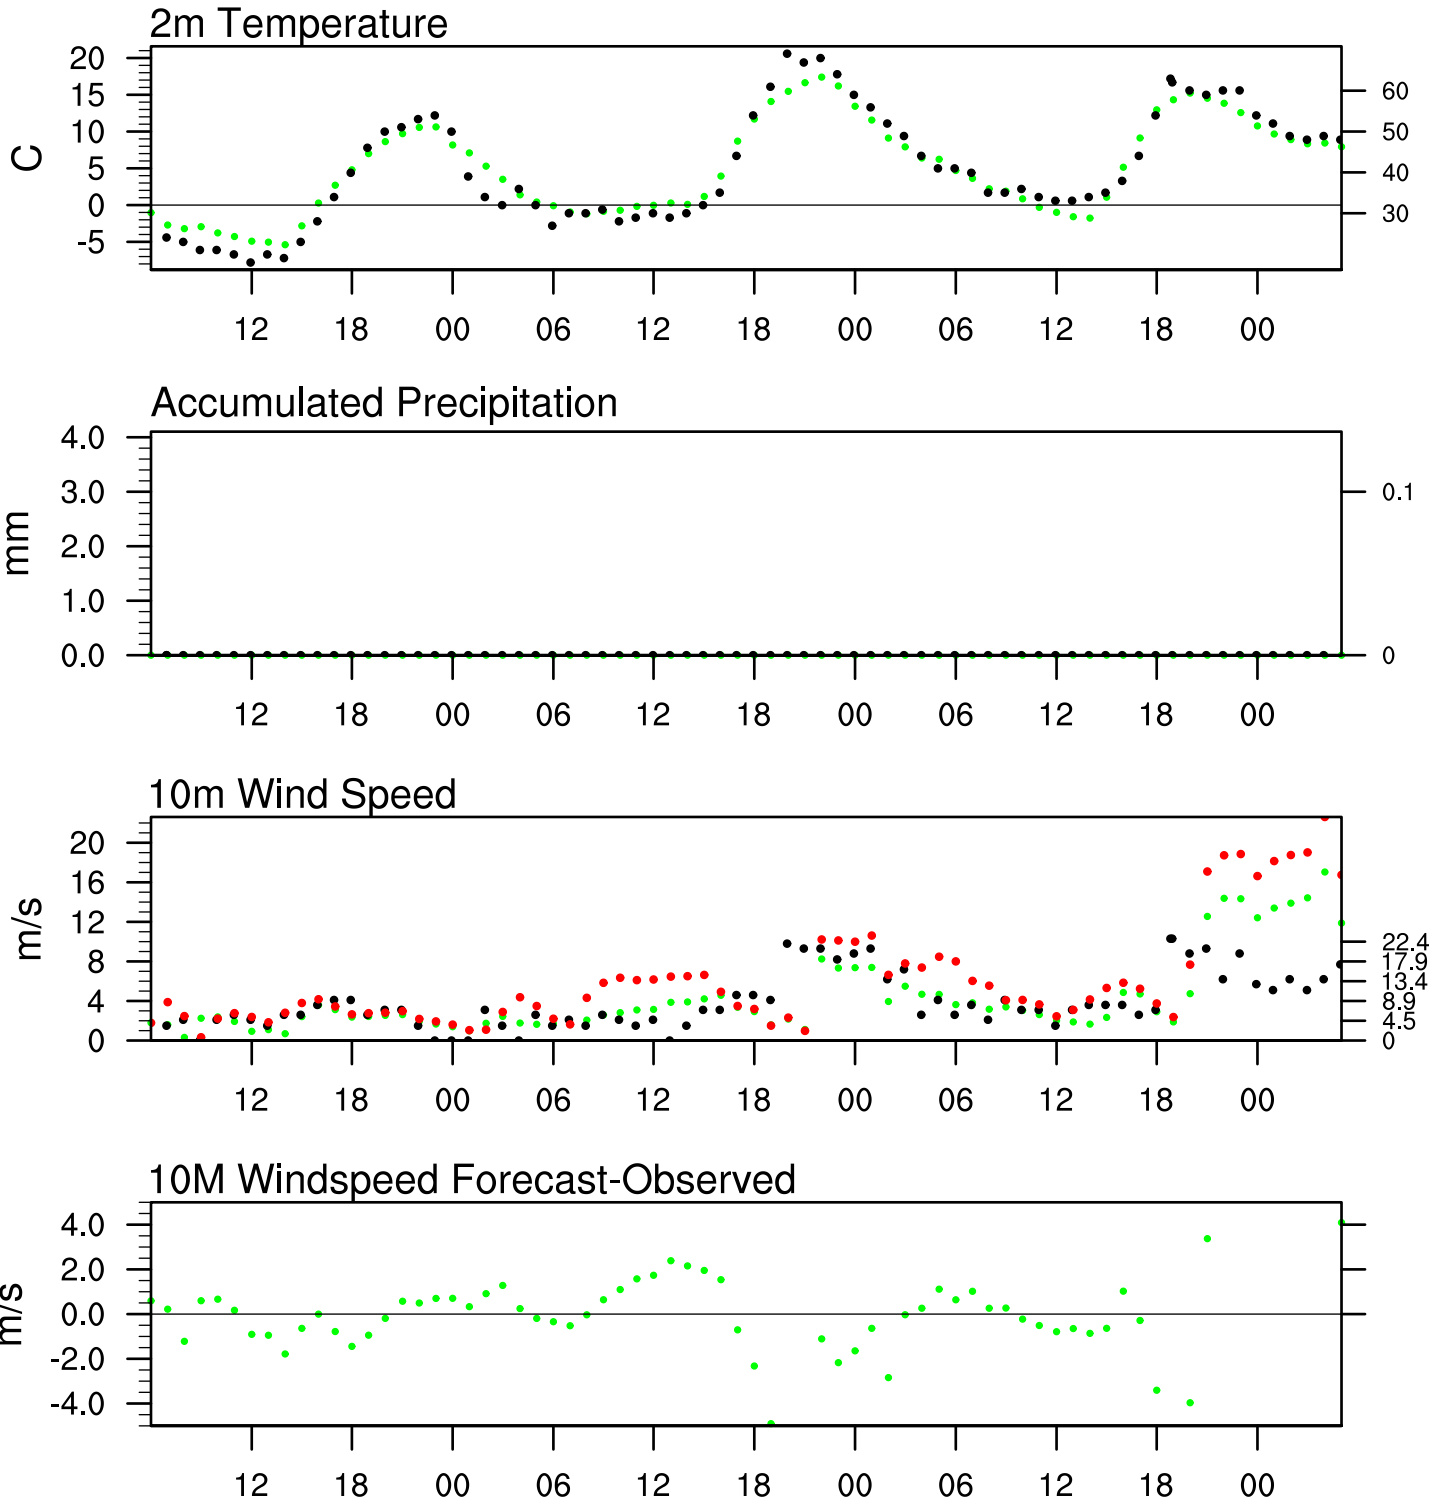 2m Temperature
20
15
10
5
0
-5
C
60
50
40
30
12 18 00 06 12 18 00 06 12 18 00
Accumulated Precipitation
4.0
3.0
2.0
1.0
0.0
mm
0.1
0
12 18 00 06 12 18 00 06 12 18 00
10m Wind Speed
20
16
12
8
4
0
m/s
22.4
17.9
13.4
8.9
4.5
0
12 18 00 06 12 18 00 06 12 18 00
10M Windspeed Forecast-Observed
4.0
2.0
0.0
-2.0
-4.0
m/s
12 18 00 06 12 18 00 06 12 18 00